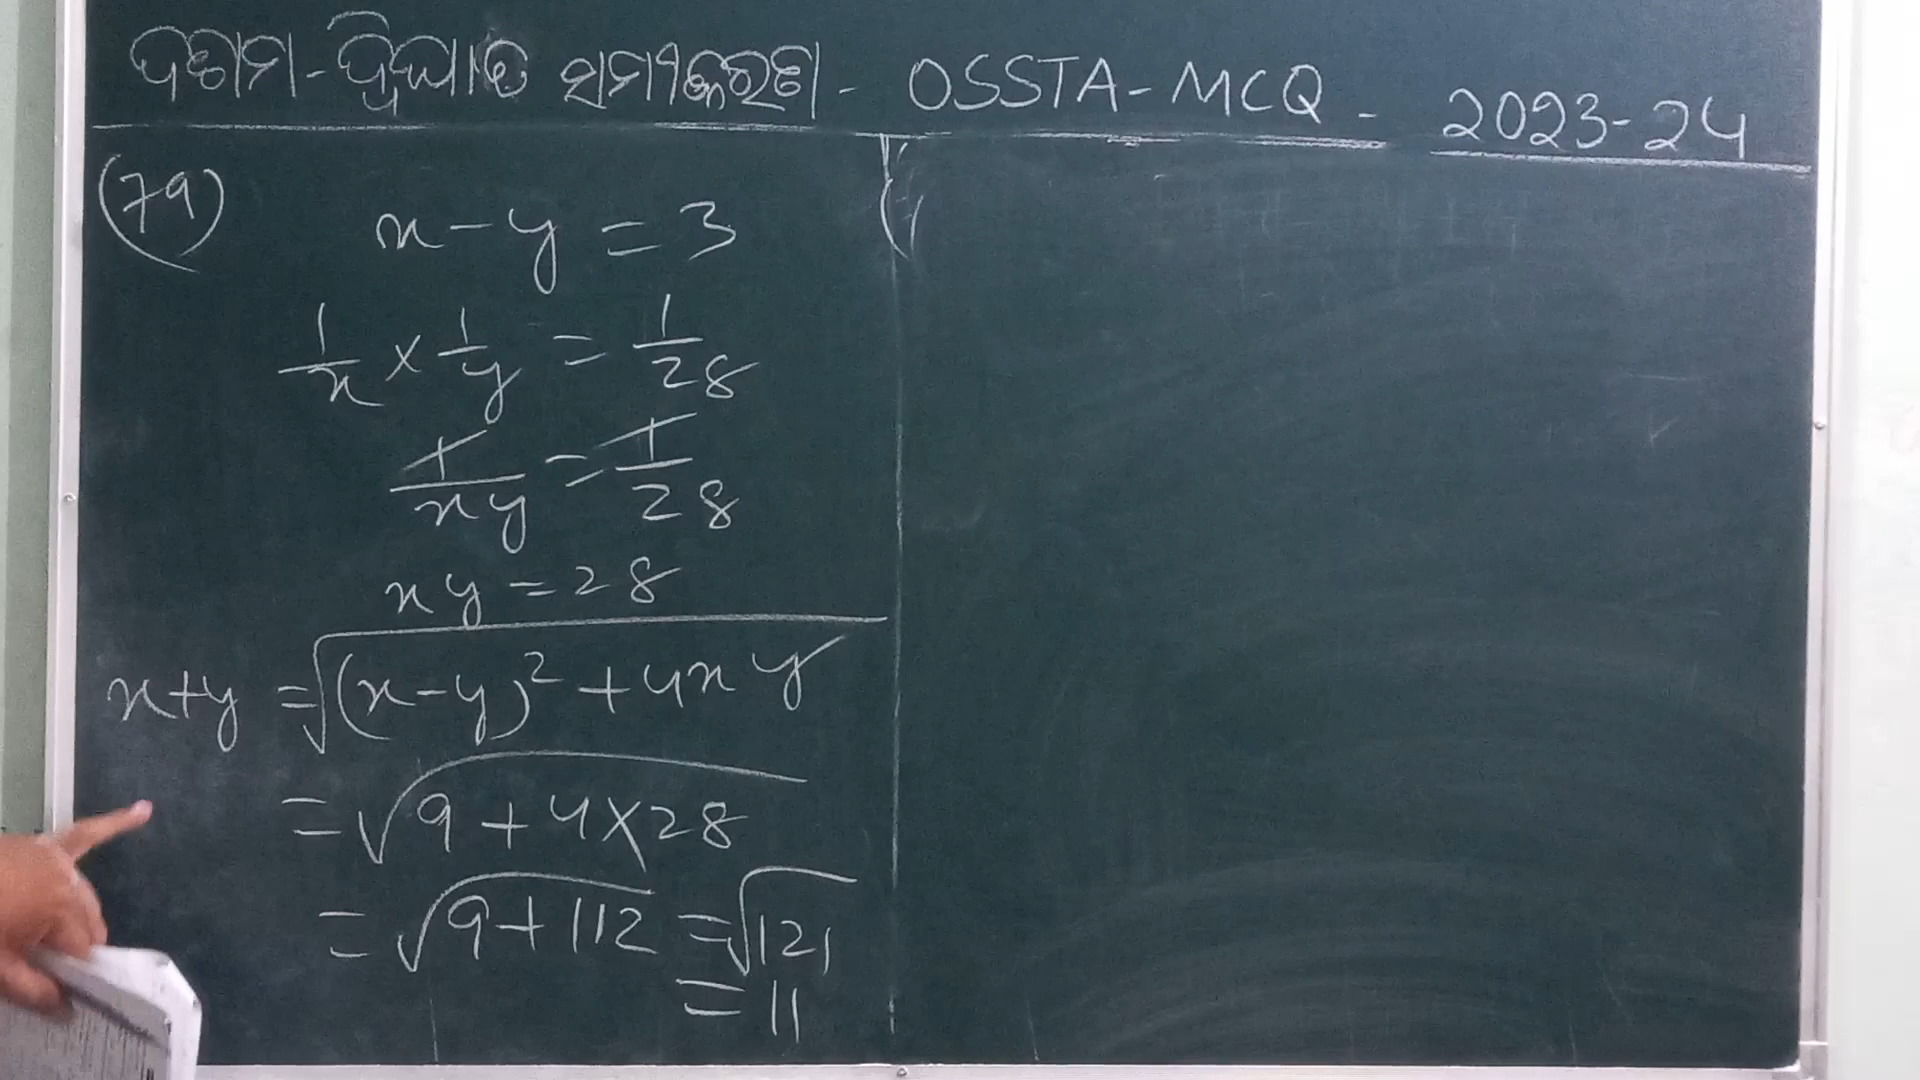 ଦଶମ - ଦ୍ବିଘାତ ସମୀକରଣ - OSSTA - MCQ - 2023-24
(79)
x - y = 3
1/x × 1/y = 1/28
1/xy = 1/28
xy = 28
x+y = √((x-y)² + 4xy)
= √(9 + 4×28)
= √(9+112) = √121
= 11